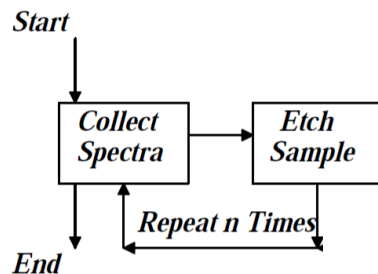 Start
Collect
Spectra
Etch
Sample
Repeat n Times
End